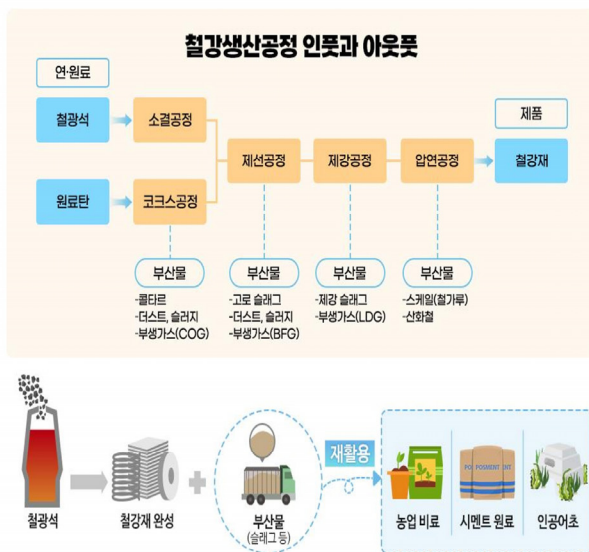 철강생산공정 인풋과 아웃풋
연·원료
제품
철광석
소결공정
제선공정
제강공정
압연공정
철강재
원료탄
코크스공정
부산물
-콜타르
-더스트, 슬러지
-부생가스(COG)
부산물
-고로 슬래그
-더스트, 슬러지
-부생가스(BFG)
부산물
-제강 슬래그
-부생가스(LDG)
부산물
-스케일(철가루)
-산화철
재활용
철광석
철강재 완성
부산물
(슬래그 등)
농업 비료
시멘트 원료
인공어초